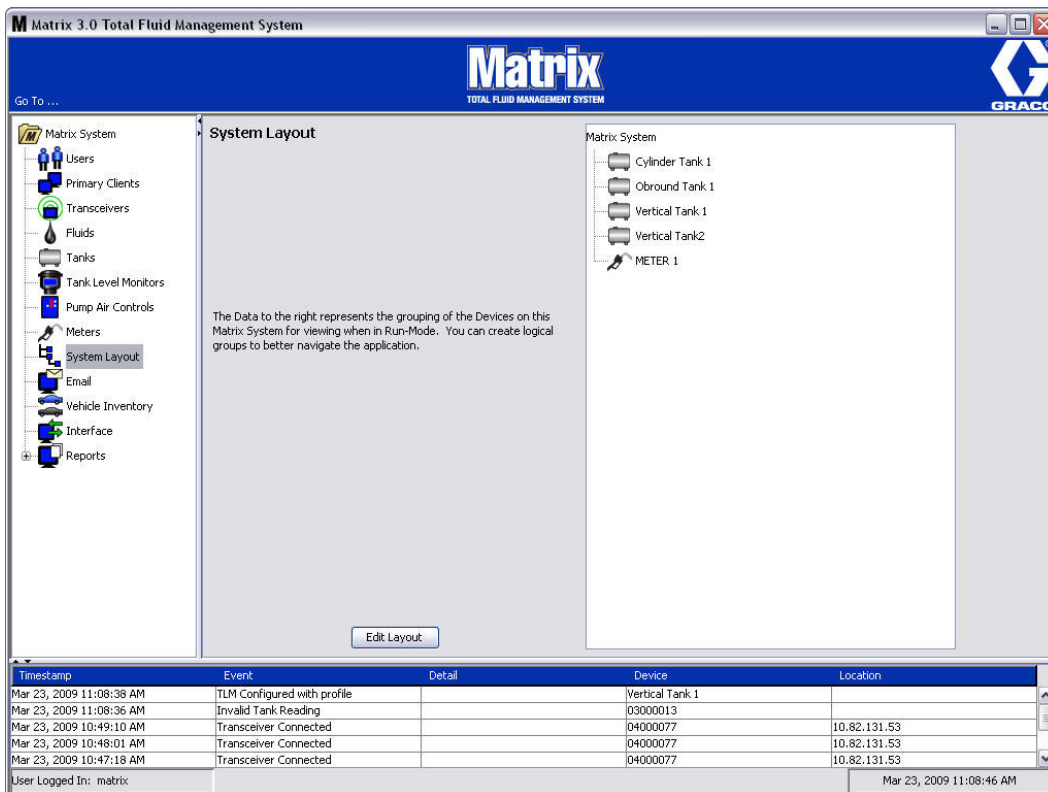 M Matrix 3.0 Total Fluid Management System
Matrix
TOTAL FLUID MANAGEMENT SYSTEM
Go To ...
GRACO
Matrix System
Users
Primary Clients
Transceivers
Fluids
Tanks
Tank Level Monitors
Pump Air Controls
Meters
System Layout
Email
Vehicle Inventory
Interface
Reports
System Layout
The Data to the right represents the grouping of the Devices on this
Matrix System for viewing when in Run-Mode. You can create logical
groups to better navigate the application.
Edit Layout
Matrix System
Cylinder Tank 1
Obround Tank 1
Vertical Tank 1
Vertical Tank2
METER 1
Timestamp Event Detail Device Location
Mar 23, 2009 11:08:38 AM TLM Configured with profile Vertical Tank 1
Mar 23, 2009 11:08:36 AM Invalid Tank Reading 03000013
Mar 23, 2009 10:49:10 AM Transceiver Connected 04000077 10.82.131.53
Mar 23, 2009 10:48:01 AM Transceiver Connected 04000077 10.82.131.53
Mar 23, 2009 10:47:18 AM Transceiver Connected 04000077 10.82.131.53
User Logged In: matrix Mar 23, 2009 11:08:46 AM